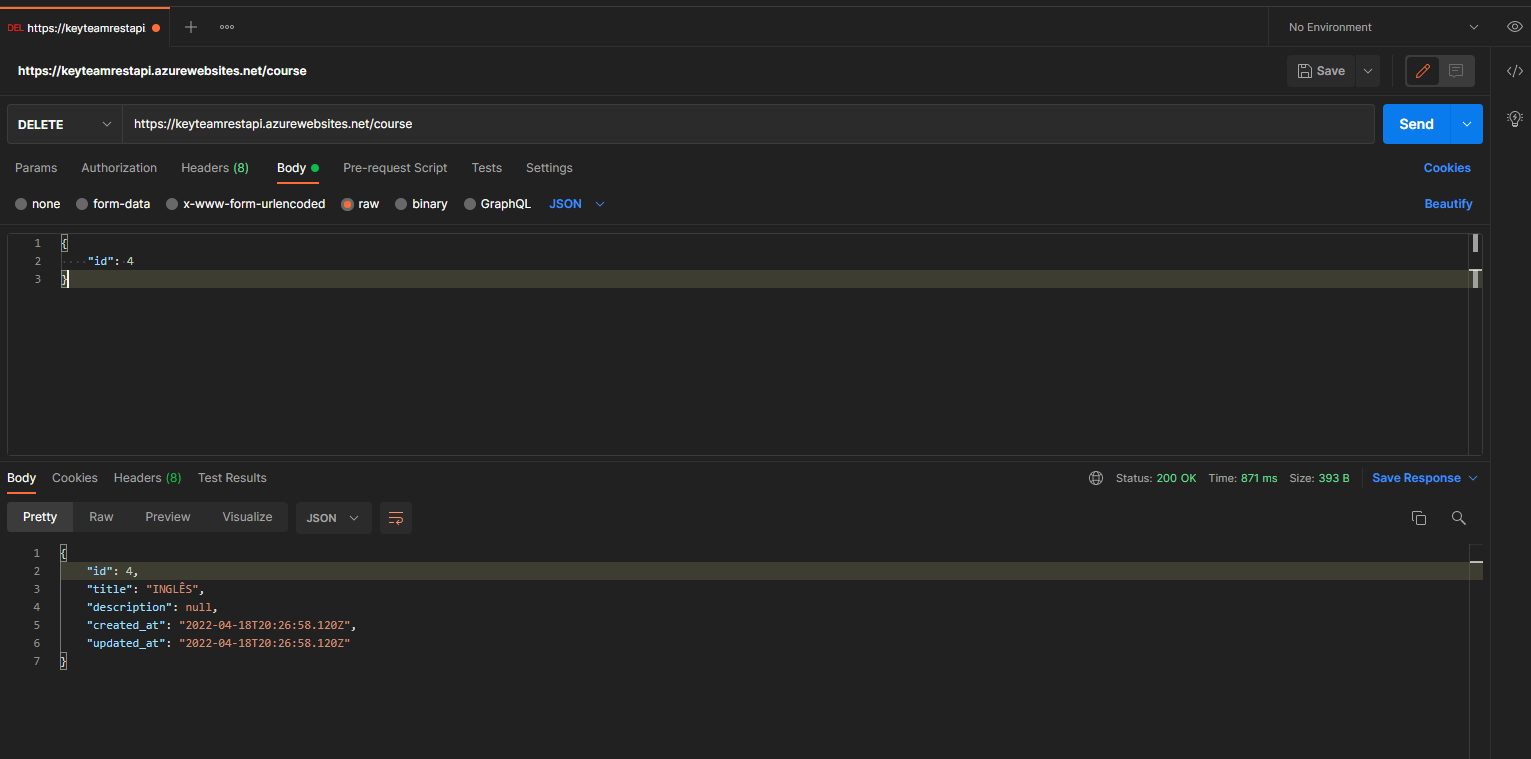 DEL https://keyteamrestapi
No Environment
https://keyteamrestapi.azurewebsites.net/course
Save
DELETE https://keyteamrestapi.azurewebsites.net/course Send
Params Authorization Headers (8) Body Pre-request Script Tests Settings Cookies
none form-data x-www-form-urlencoded raw binary GraphQL JSON Beautify
1 {
2 ····"id":·4
3 }
Body Cookies Headers (8) Test Results Status: 200 OK Time: 871 ms Size: 393 B Save Response
Pretty Raw Preview Visualize JSON
1 {
2 "id": 4,
3 "title": "INGLÊS",
4 "description": null,
5 "created_at": "2022-04-18T20:26:58.120Z",
6 "updated_at": "2022-04-18T20:26:58.120Z"
7 }